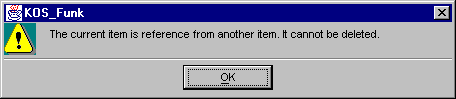 KOS_Funk
The current item is reference from another item. It cannot be deleted.
OK